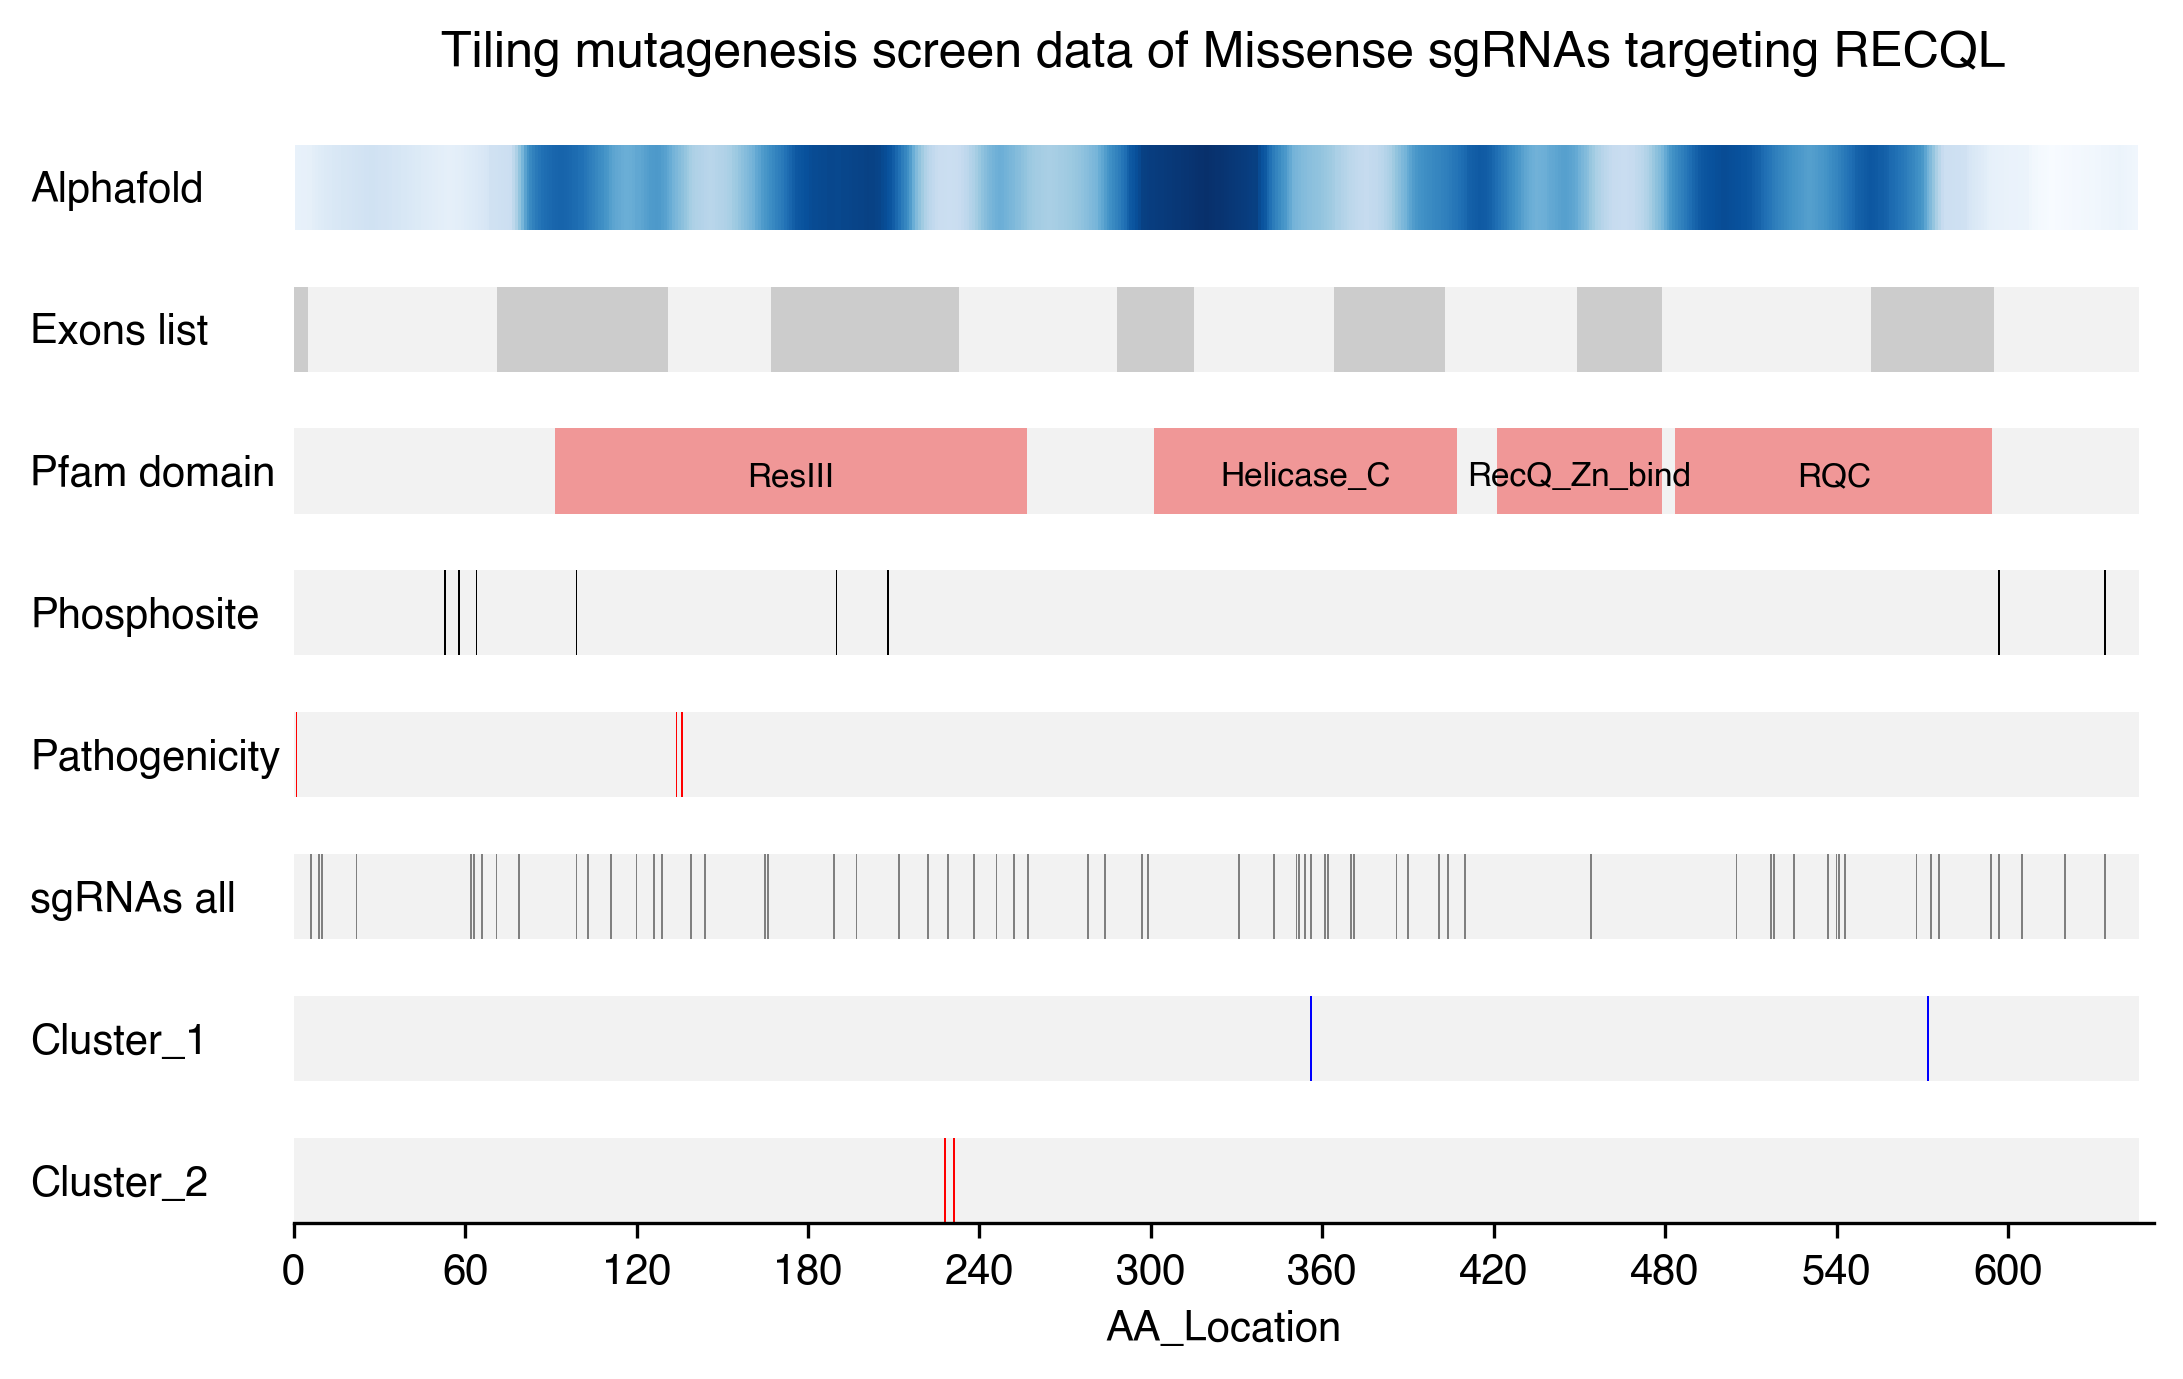 Tiling mutagenesis screen data of Missense sgRNAs targeting RECQL
Alphafold
Exons list
Pfam domain
ResIII
Helicase_C
RecQ_Zn_bind
RQC
Phosphosite
Pathogenicity
sgRNAs all
Cluster_1
Cluster_2
0 60 120 180 240 300 360 420 480 540 600
AA_Location